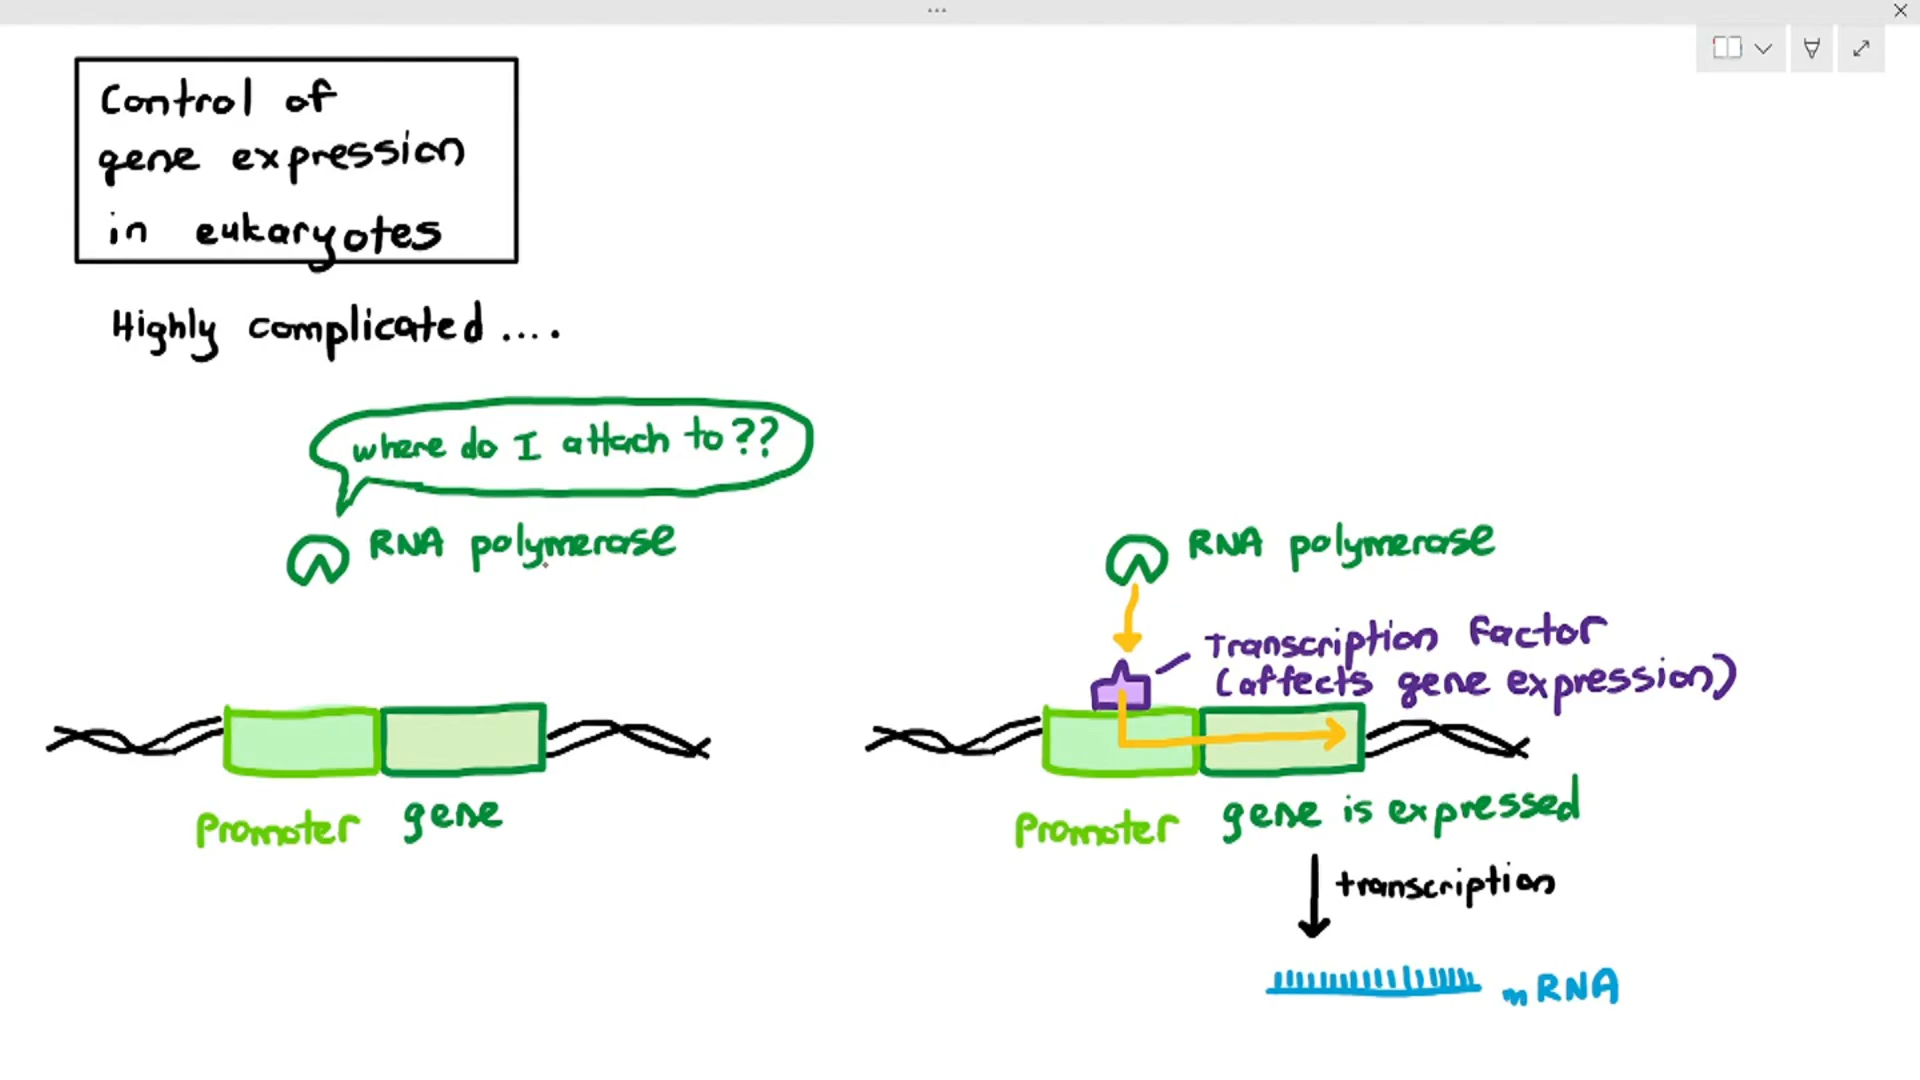 Control of
gene expression
in eukaryotes
Highly complicated ....
where do I attach to??
RNA polymerase
promoter
gene
RNA polymerase
Transcription factor
(affects gene expression)
promoter
gene is expressed
transcription
mRNA